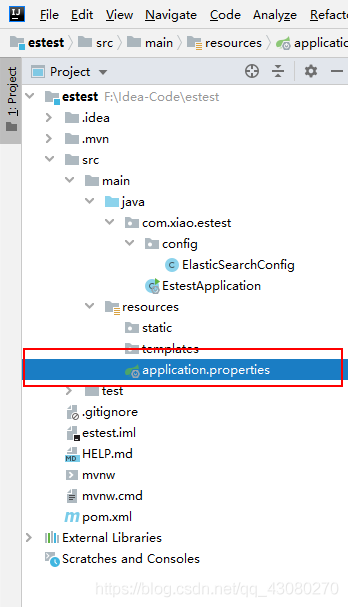 File Edit View Navigate Code Analyze Refacto
estest src main resources applicatio
1: Project
Project
estest F:\Idea-Code\estest
.idea
.mvn
src
main
java
com.xiao.estest
config
ElasticSearchConfig
EstestApplication
resources
static
templates
application.properties
test
.gitignore
estest.iml
HELP.md
mvnw
mvnw.cmd
pom.xml
External Libraries
Scratches and Consoles
https://blog.csdn.net/qq_43080270